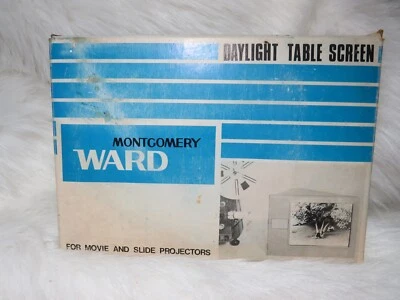 DAYLIGHT TABLE SCREEN
MONTGOMERY
WARD
FOR MOVIE AND SLIDE PROJECTORS